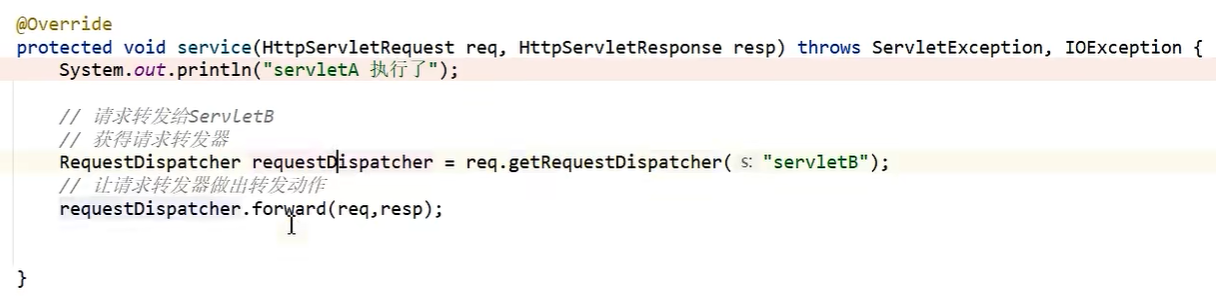 @Override
protected void service(HttpServletRequest req, HttpServletResponse resp) throws ServletException, IOException {
    System.out.println("servletA 执行了");
    // 请求转发给ServletB
    // 获得请求转发器
    RequestDispatcher requestDispatcher = req.getRequestDispatcher( s: "servletB");
    // 让请求转发器做出转发动作
    requestDispatcher.forward(req,resp);
}